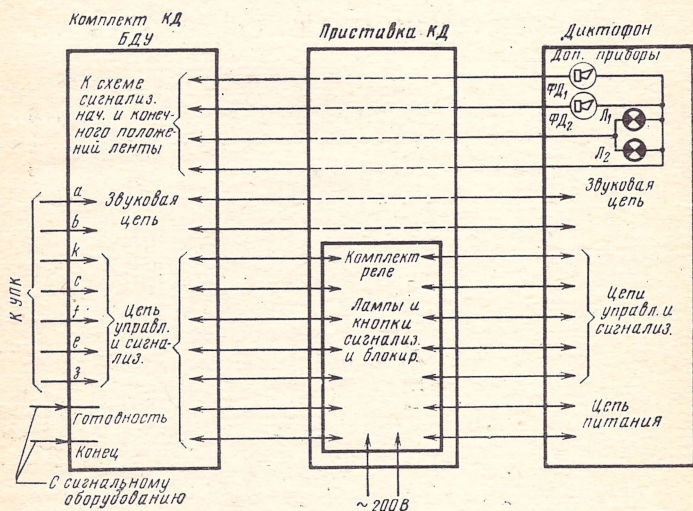 Комплект КД
БДУ
Приставка КД
Диктафон
К схеме
сигнализ.
нач. и конеч-
ного положе-
ний ленты
Доп. приборы
ФД1
ФД2
Л1
Л2
К УПК
a
b
k
c
f
e
з
Звуковая
цепь
Цепь
управл.
и сигна-
лиз.
Готовность
Конец
С сигнальному
оборудованию
Комплект
реле
Лампы и
кнопки
сигнализ.
и блокир.
~200В
Звуковая
цепь
Цепи
управл. и
сигнализ.
Цепь
питания